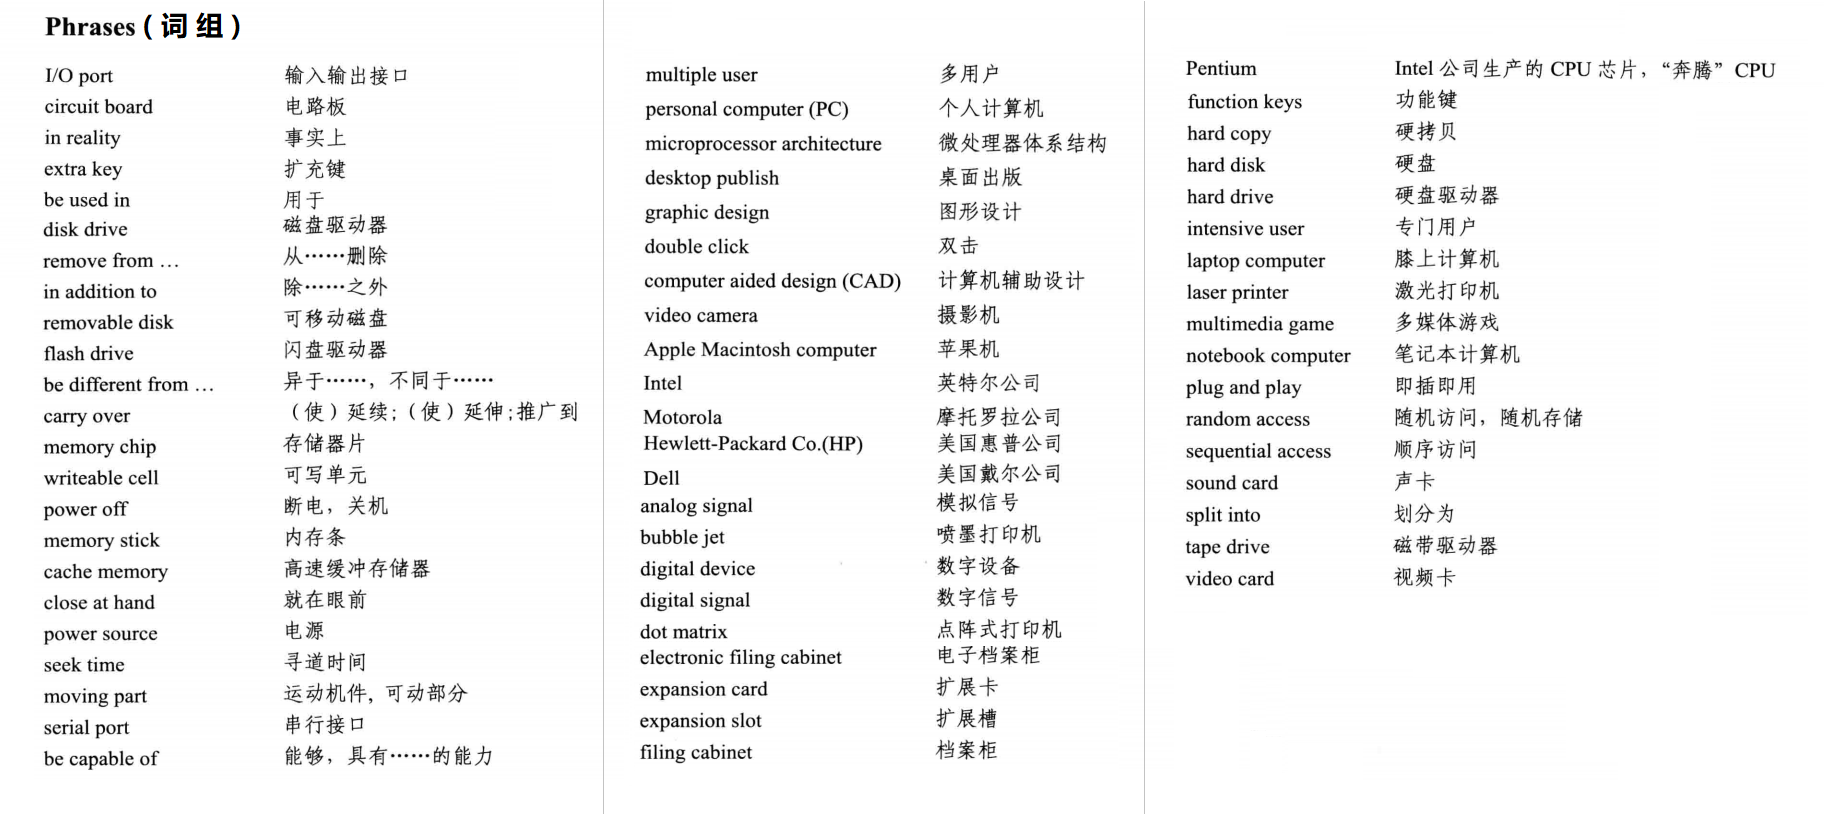 Phrases ( 词 组 )
I/O port 输入输出接口
circuit board 电路板
in reality 事实上
extra key 扩充键
be used in 用于
disk drive 磁盘驱动器
remove from … 从……删除
in addition to 除……之外
removable disk 可移动磁盘
flash drive 闪盘驱动器
be different from … 异于……，不同于……
carry over （使）延续；（使）延伸；推广到
memory chip 存储器片
writeable cell 可写单元
power off 断电，关机
memory stick 内存条
cache memory 高速缓冲存储器
close at hand 就在眼前
power source 电源
seek time 寻道时间
moving part 运动机件，可动部分
serial port 串行接口
be capable of 能够，具有……的能力
multiple user 多用户
personal computer (PC) 个人计算机
microprocessor architecture 微处理器体系结构
desktop publish 桌面出版
graphic design 图形设计
double click 双击
computer aided design (CAD) 计算机辅助设计
video camera 摄影机
Apple Macintosh computer 苹果机
Intel 英特尔公司
Motorola 摩托罗拉公司
Hewlett-Packard Co.(HP) 美国惠普公司
Dell 美国戴尔公司
analog signal 模拟信号
bubble jet 喷墨打印机
digital device 数字设备
digital signal 数字信号
dot matrix 点阵式打印机
electronic filing cabinet 电子档案柜
expansion card 扩展卡
expansion slot 扩展槽
filing cabinet 档案柜
Pentium Intel 公司生产的 CPU 芯片，“奔腾” CPU
function keys 功能键
hard copy 硬拷贝
hard disk 硬盘
hard drive 硬盘驱动器
intensive user 专门用户
laptop computer 膝上计算机
laser printer 激光打印机
multimedia game 多媒体游戏
notebook computer 笔记本计算机
plug and play 即插即用
random access 随机访问，随机存储
sequential access 顺序访问
sound card 声卡
split into 划分为
tape drive 磁带驱动器
video card 视频卡